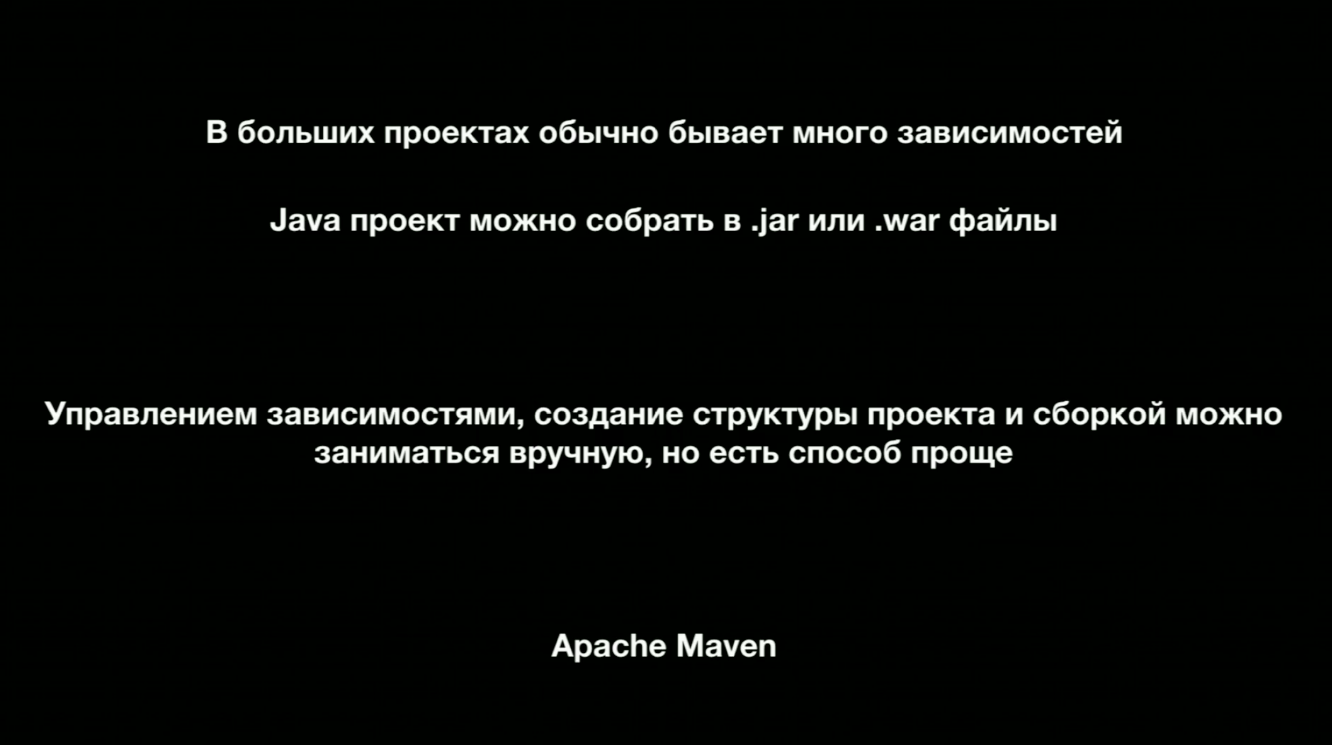 В больших проектах обычно бывает много зависимостей
Java проект можно собрать в .jar или .war файлы
Управлением зависимостями, создание структуры проекта и сборкой можно
заниматься вручную, но есть способ проще
Apache Maven